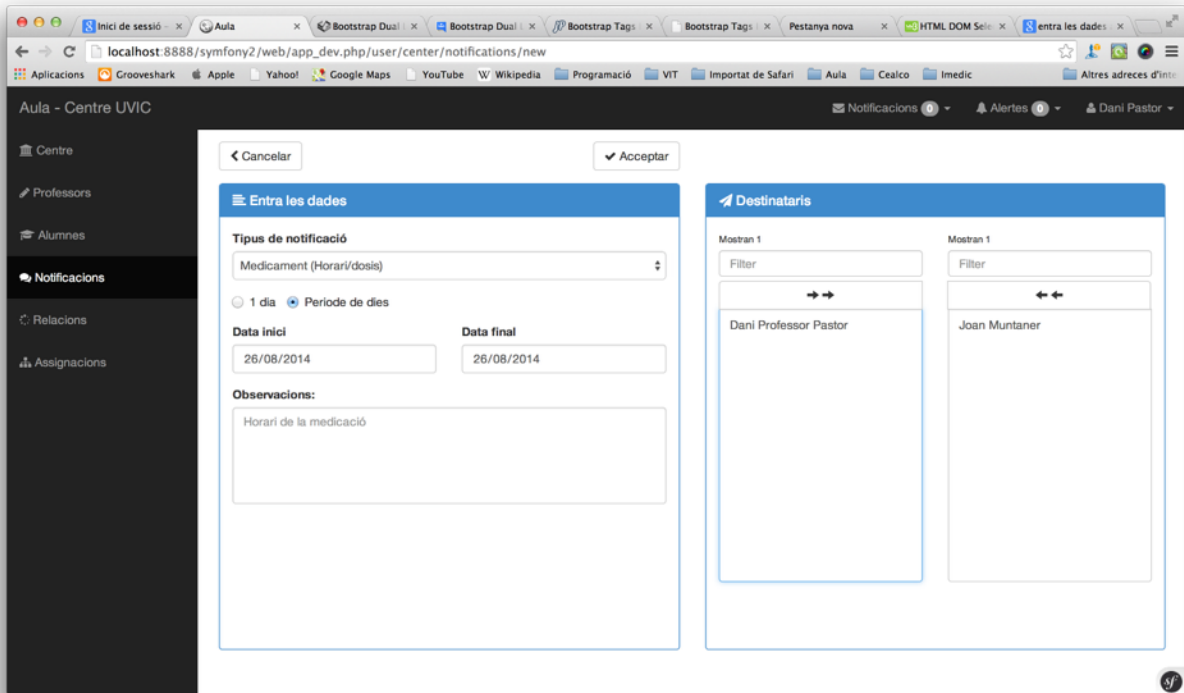 Inici de sessió -
Aula
Bootstrap Dual
Bootstrap Dual
Bootstrap Tags
Bootstrap Tags
Pestanya nova
HTML DOM Sele
entra les dades
localhost:8888/symfony2/web/app_dev.php/user/center/notifications/new
Aplicacions Grooveshark Apple Yahoo! Google Maps YouTube W Wikipedia Programació VIT Importat de Safari Aula Cealco Imedic Altres adreces d'inte
Aula - Centre UVIC
Notificacions 0
Alertes 0
Dani Pastor
Centre
Professors
Alumnes
Notificacions
Relacions
Assignacions
Cancelar
Acceptar
Entra les dades
Tipus de notificació
Medicament (Horari/dosis)
1 dia Periode de dies
Data inici Data final
26/08/2014 26/08/2014
Observacions:
Horari de la medicació
Destinataris
Mostran 1 Mostran 1
Filter Filter
Dani Professor Pastor Joan Muntaner
sf